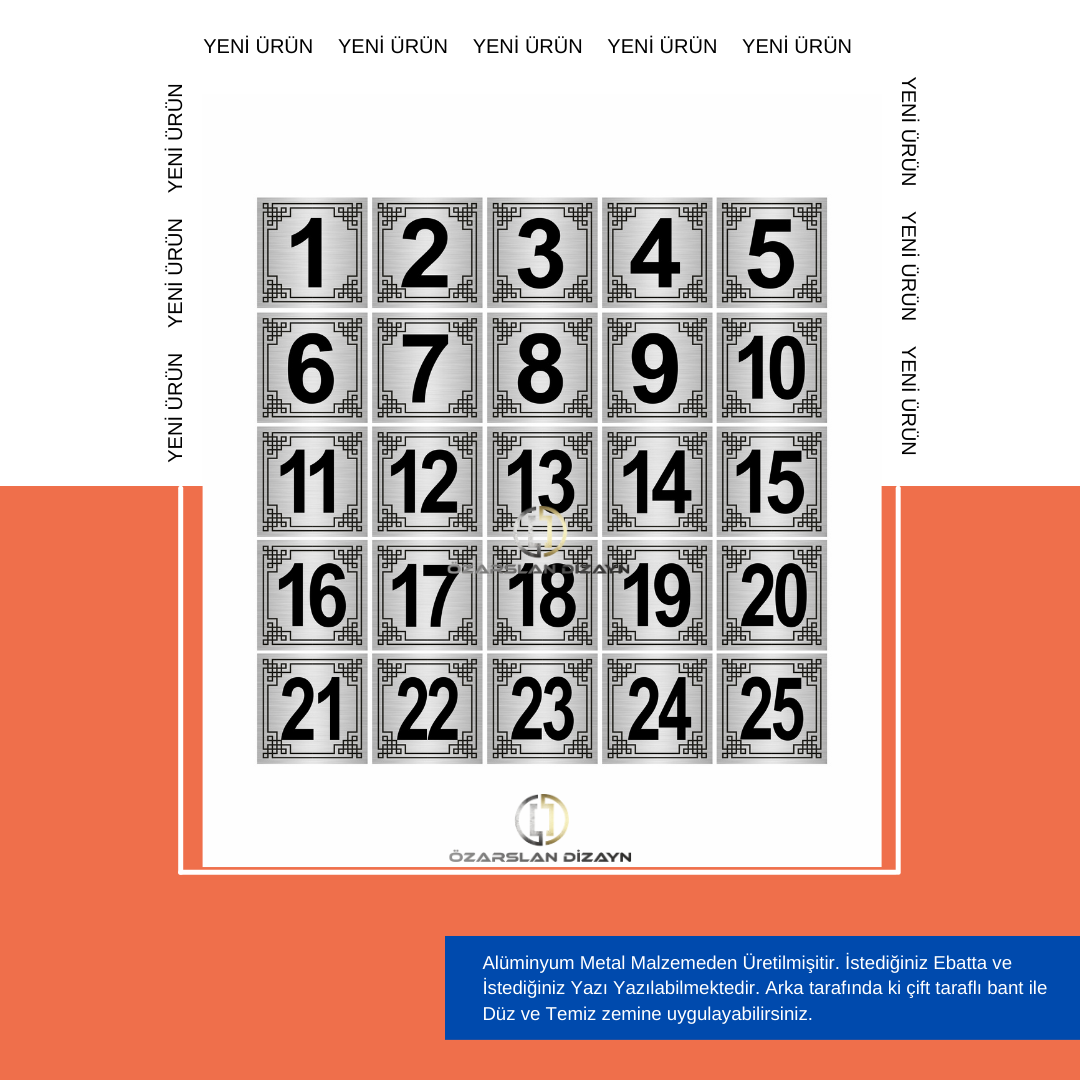 YENİ ÜRÜN YENİ ÜRÜN YENİ ÜRÜN YENİ ÜRÜN YENİ ÜRÜN
YENİ ÜRÜN YENİ ÜRÜN YENİ ÜRÜN
YENİ ÜRÜN YENİ ÜRÜN YENİ ÜRÜN
1 2 3 4 5
6 7 8 9 10
11 12 13 14 15
ÖZARSLAN DİZAYN
16 17 18 19 20
21 22 23 24 25
ÖZARSLAN DİZAYN
Alüminyum Metal Malzemeden Üretilmişitir. İstediğiniz Ebatta ve
İstediğiniz Yazı Yazılabilmektedir. Arka tarafında ki çift taraflı bant ile
Düz ve Temiz zemine uygulayabilirsiniz.